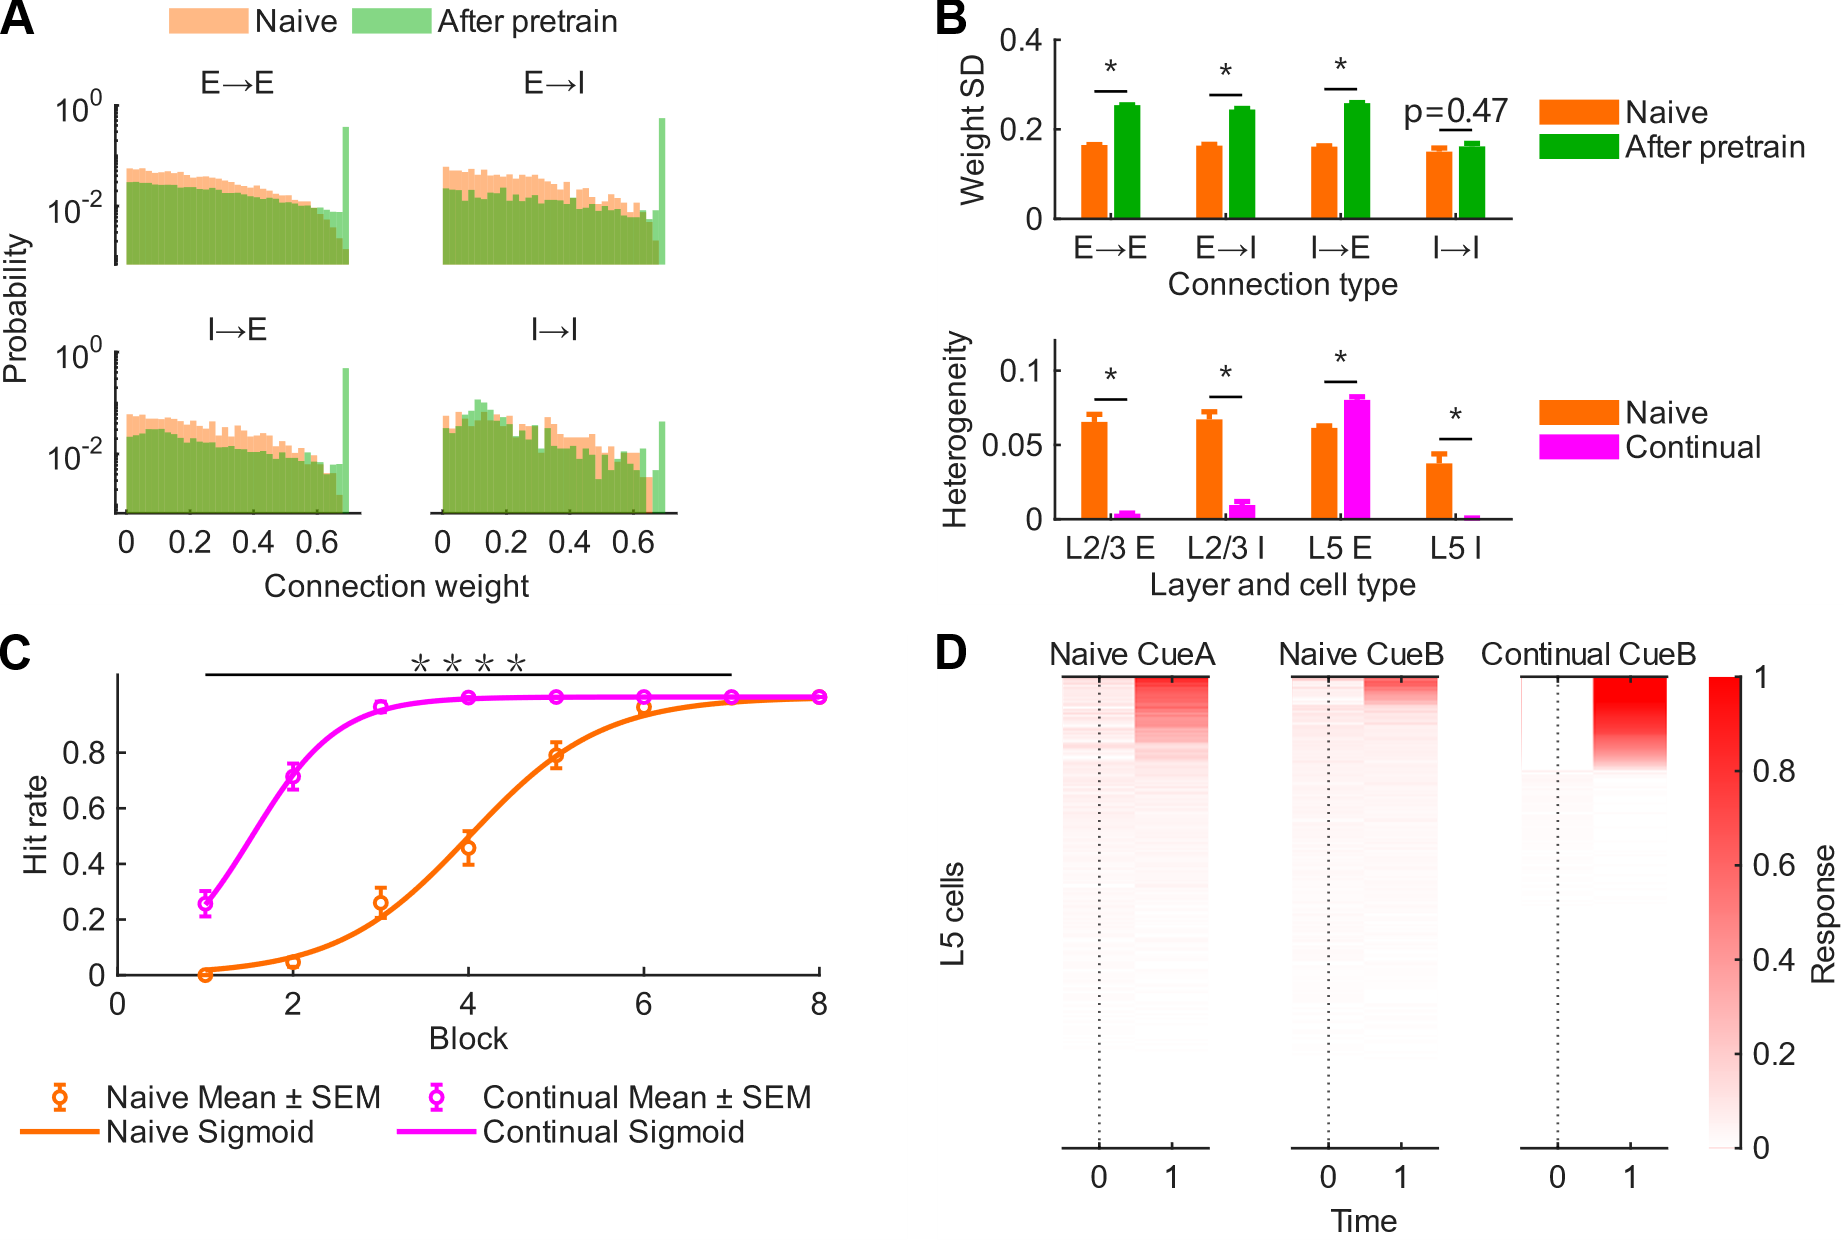 A
Naive
After pretrain
E→E
E→I
10^0
10^-2
I→E
I→I
10^0
10^-2
Probability
0 0.2 0.4 0.6
0 0.2 0.4 0.6
Connection weight
B
Weight SD
0.4
0.2
0
* * * p=0.47
E→E E→I I→E I→I
Connection type
Naive
After pretrain
Heterogeneity
0.1
0.05
0
* * * *
L2/3 E L2/3 I L5 E L5 I
Layer and cell type
Naive
Continual
C
* * * *
Hit rate
0.8
0.6
0.4
0.2
0
0 2 4 6 8
Block
Naive Mean ± SEM
Continual Mean ± SEM
Naive Sigmoid
Continual Sigmoid
D
Naive CueA
Naive CueB
Continual CueB
L5 cells
0 1
0 1
0 1
Time
1
0.8
0.6
0.4
0.2
0
Response